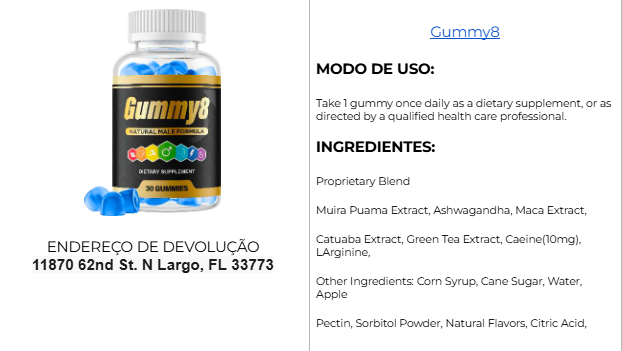 Gummy8
NATURAL MALE FORMULA
DIETARY SUPPLEMENT
30 GUMMIES
ENDEREÇO DE DEVOLUÇÃO
11870 62nd St. N Largo, FL 33773
Gummy8
MODO DE USO:
Take 1 gummy once daily as a dietary supplement, or as
directed by a qualified health care professional.
INGREDIENTES:
Proprietary Blend
Muira Puama Extract, Ashwagandha, Maca Extract,
Catuaba Extract, Green Tea Extract, Caeine(10mg),
LArginine,
Other Ingredients: Corn Syrup, Cane Sugar, Water,
Apple
Pectin, Sorbitol Powder, Natural Flavors, Citric Acid,